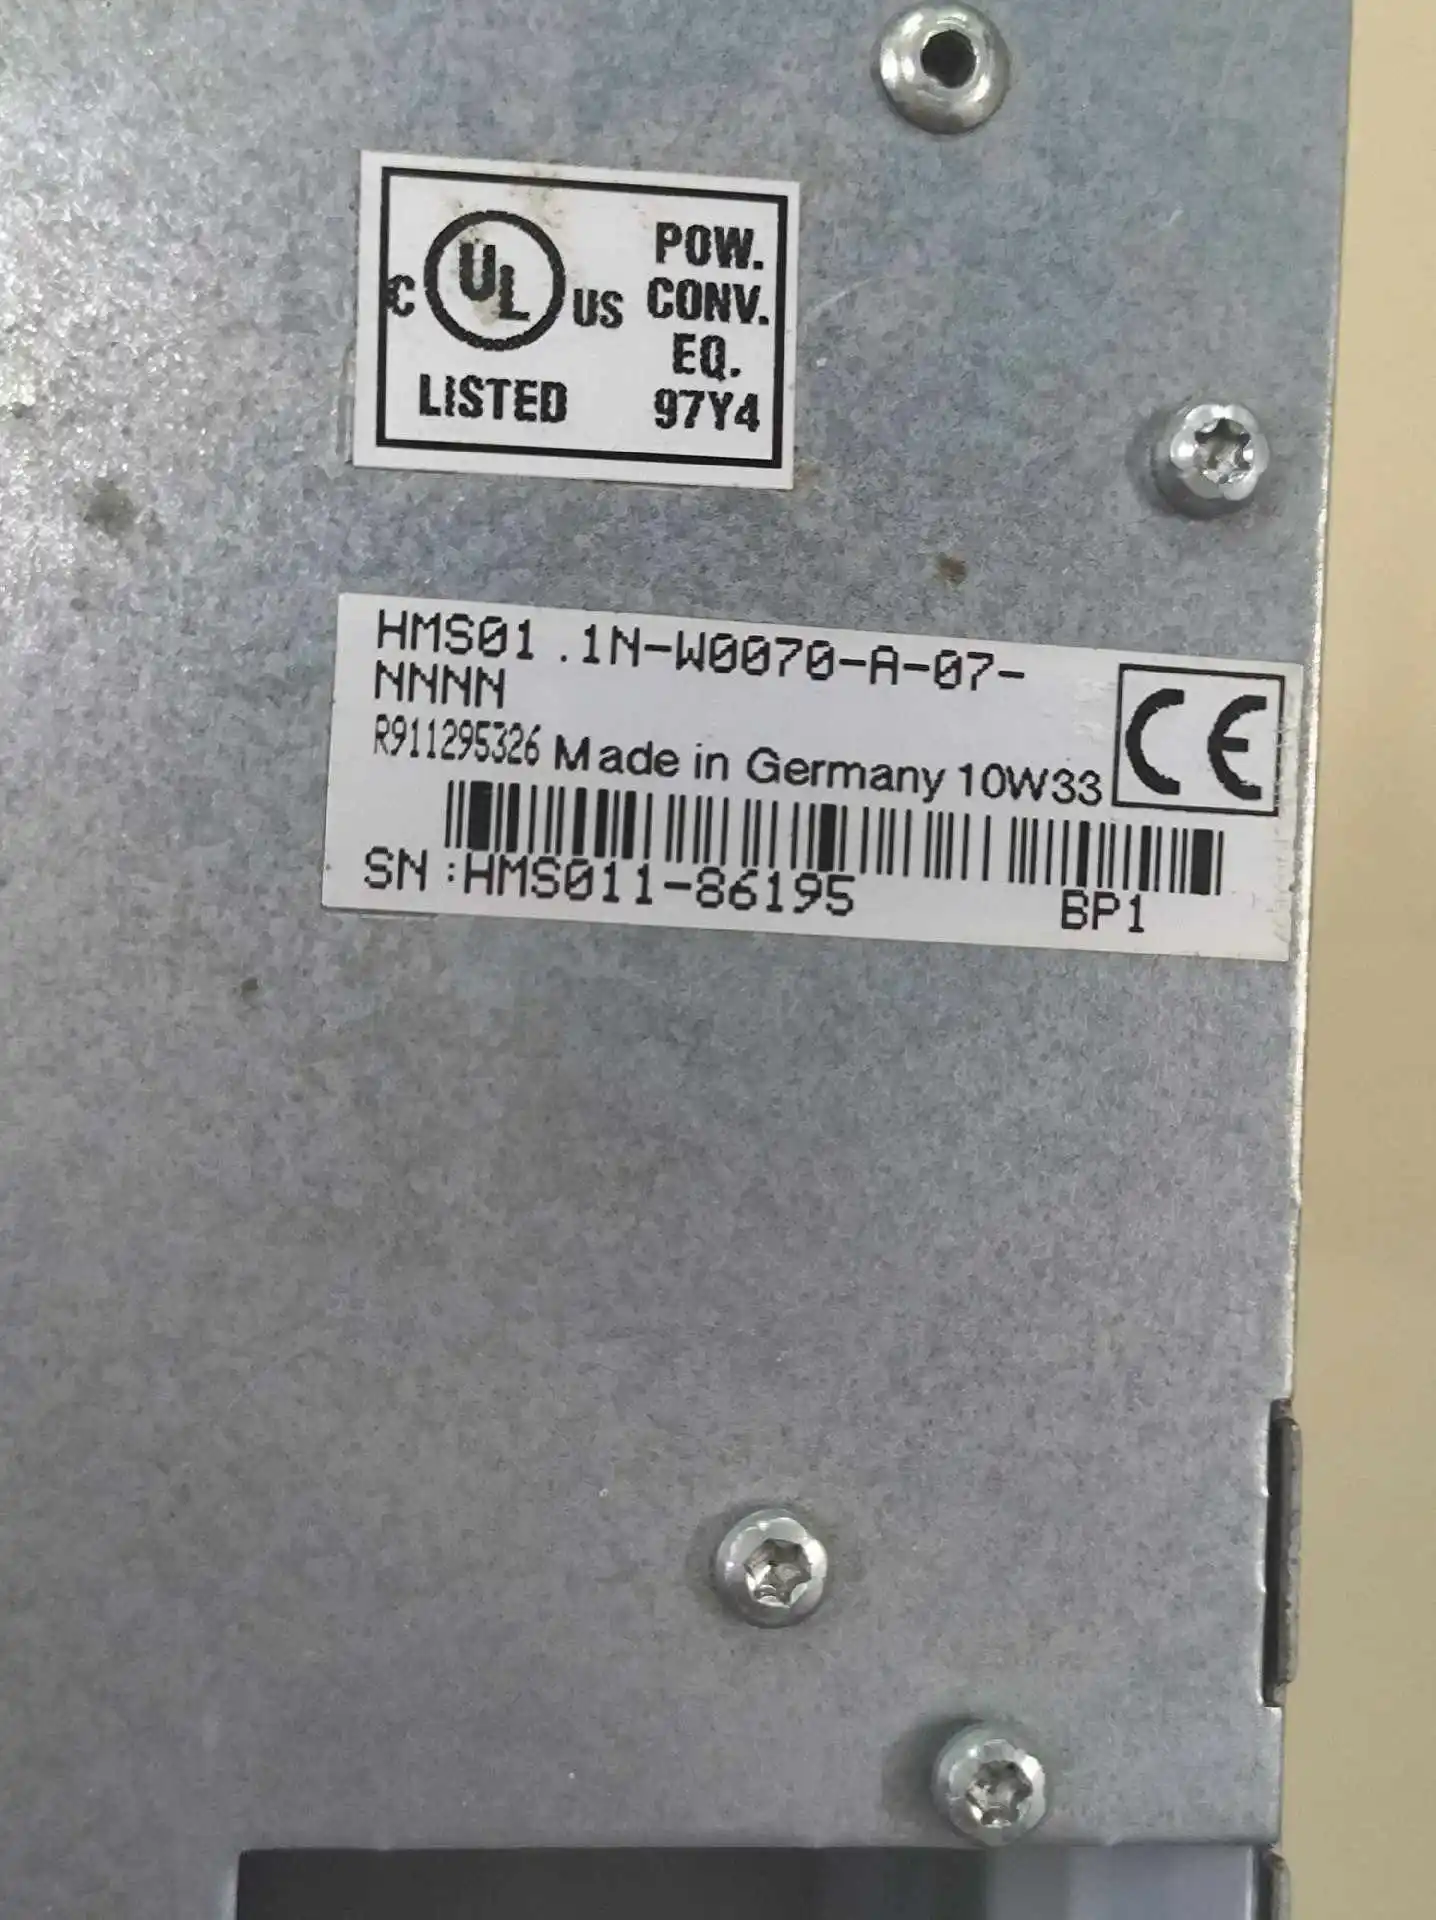 C UL US
LISTED
POW.
CONV.
EQ.
97Y4
HMS01.1N-W0070-A-07-
NNNN
R911295326 Made in Germany 10W33
CE
SN:HMS011-86195 BP1